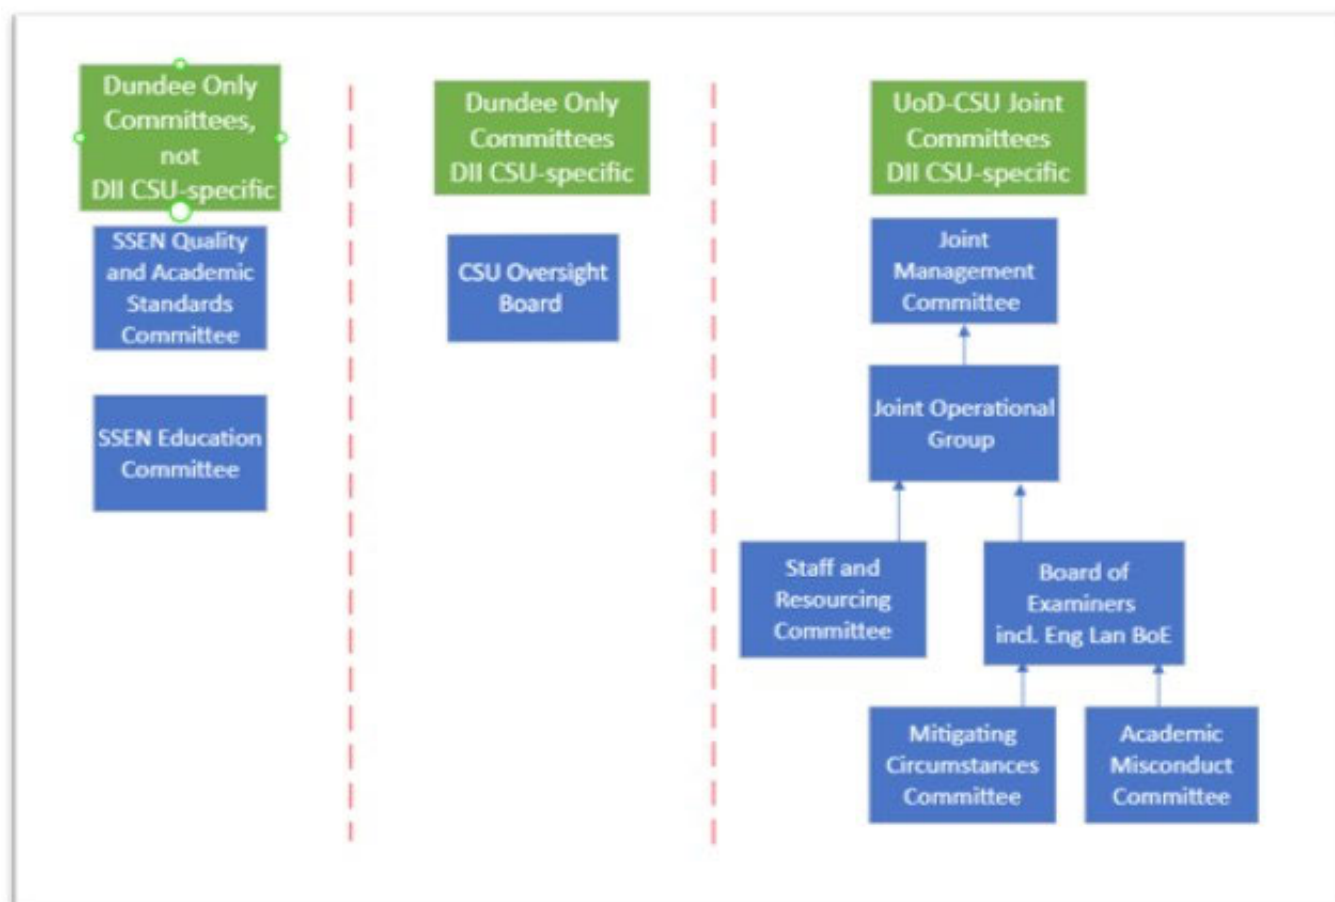 Dundee Only
Committees,
not
DII CSU-specific
SSEN Quality
and Academic
Standards
Committee
SSEN Education
Committee
Dundee Only
Committees
DII CSU-specific
CSU Oversight
Board
UoD-CSU Joint
Committees
DII CSU-specific
Joint
Management
Committee
Joint Operational
Group
Staff and
Resourcing
Committee
Board of
Examiners
incl. Eng Lan BoE
Mitigating
Circumstances
Committee
Academic
Misconduct
Committee